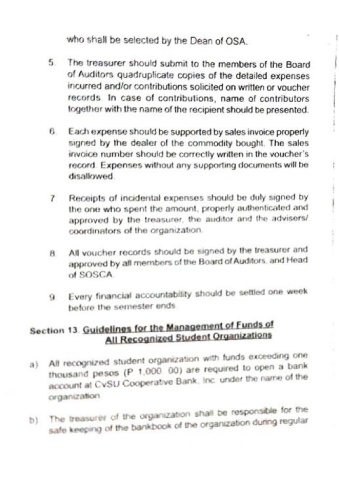 who shall be selected by the Dean of OSA.
5. The treasurer should submit to the members of the Board
of Auditors quadruplicate copies of the detailed expenses
incurred and/or contributions solicited on written or voucher
records. In case of contributions, name of contributors
together with the name of the recipient should be presented.
6. Each expense should be supported by sales invoice properly
signed by the dealer of the commodity bought. The sales
invoice number should be correctly written in the voucher's
record. Expenses without any supporting documents will be
disallowed.
7. Receipts of incidental expenses should be duly signed by
the one who spent the amount, properly authenticated and
approved by the treasurer, the auditor and the advisers/
coordinators of the organization.
8. All voucher records should be signed by the treasurer and
approved by all members of the Board of Auditors, and Head
of SOSCA.
9. Every financial accountability should be settled one week
before the semester ends.
Section 13. Guidelines for the Management of Funds of
All Recognized Student Organizations
a) All recognized student organization with funds exceeding one
thousand pesos (P 1,000. 00) are required to open a bank
account at CvSU Cooperative Bank, Inc. under the name of the
organization.
b) The treasurer of the organization shall be responsible for the
safe keeping of the bankbook of the organization during regular